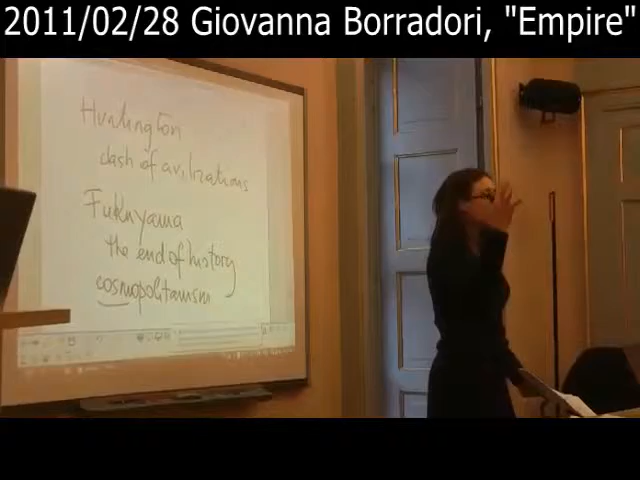 2011/02/28 Giovanna Borradori, "Empire"
Huntington
clash of civilizations
Fukuyama
the end of history
cosmopolitanism